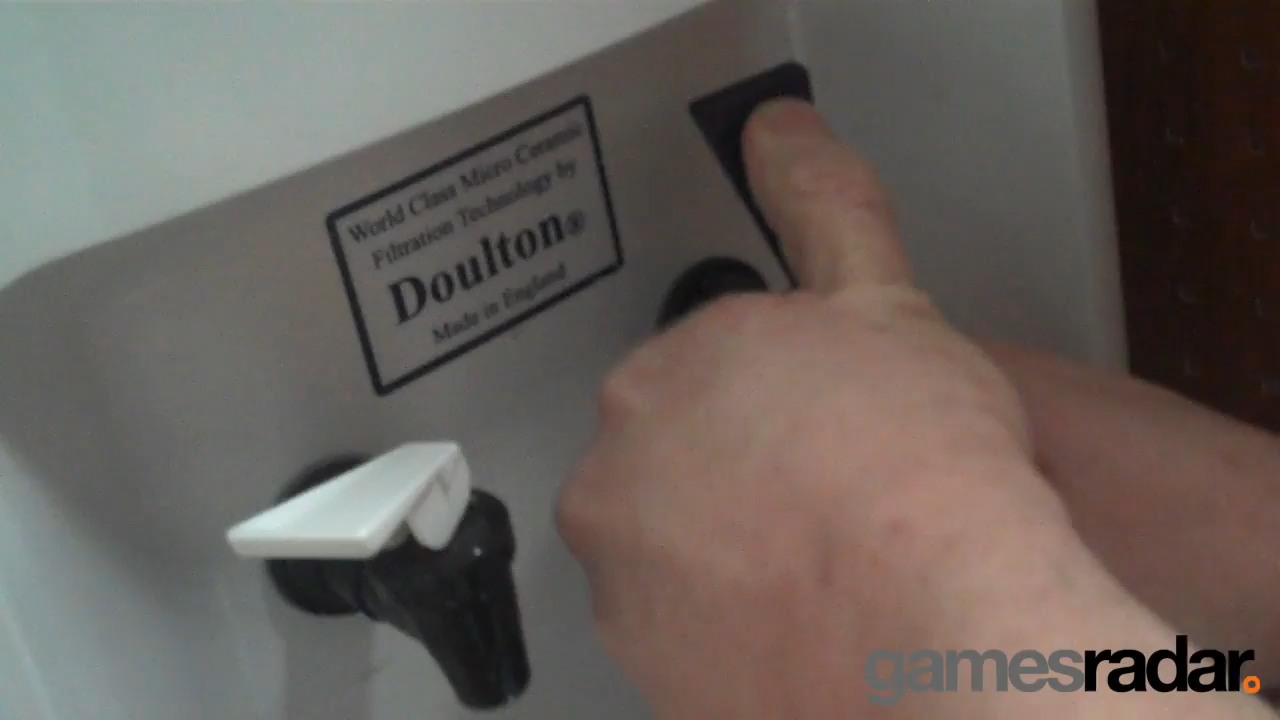 World Class Micro Ceramic
Filtration Technology by
Doulton®
Made in England
gamesradar.